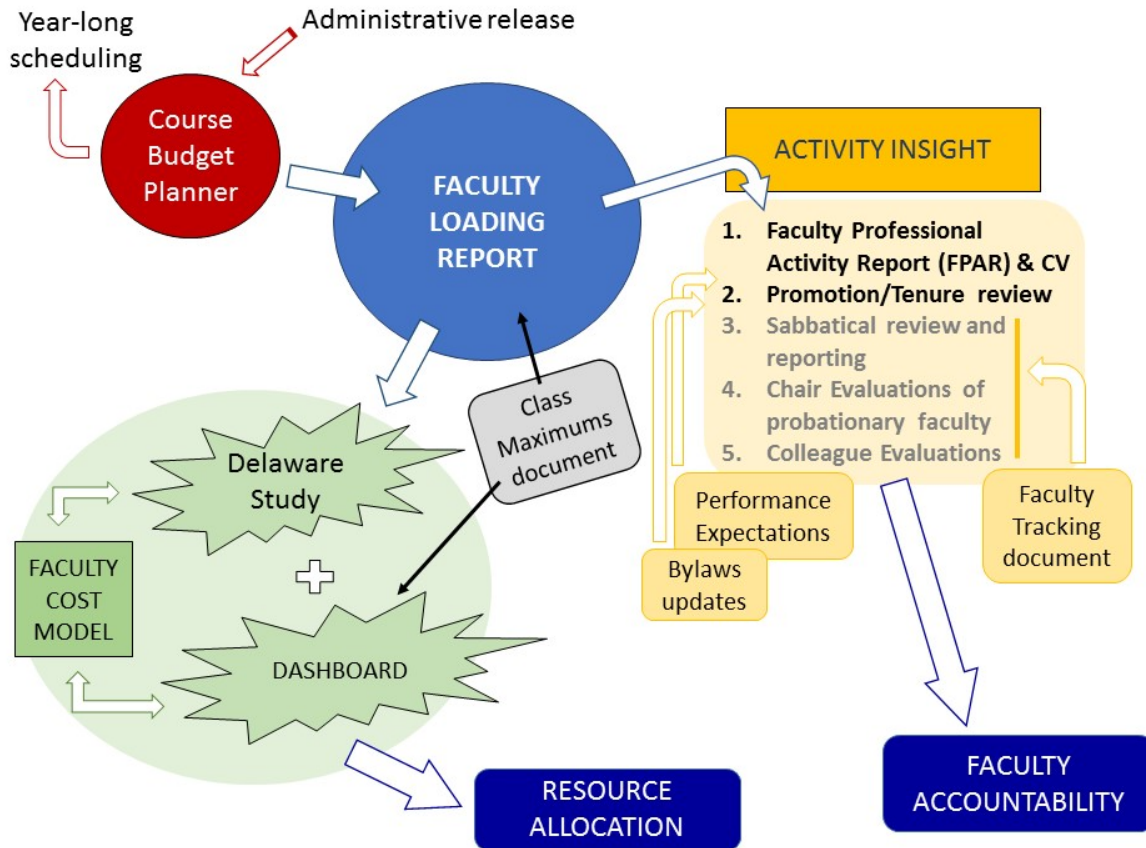 Year-long
scheduling
Administrative release
Course
Budget
Planner
FACULTY
LOADING
REPORT
ACTIVITY INSIGHT
1. Faculty Professional
Activity Report (FPAR) & CV
2. Promotion/Tenure review
3. Sabbatical review and
reporting
4. Chair Evaluations of
probationary faculty
5. Colleague Evaluations
Class
Maximums
document
Delaware
Study
FACULTY
COST
MODEL
DASHBOARD
Performance
Expectations
Bylaws
updates
Faculty
Tracking
document
RESOURCE
ALLOCATION
FACULTY
ACCOUNTABILITY